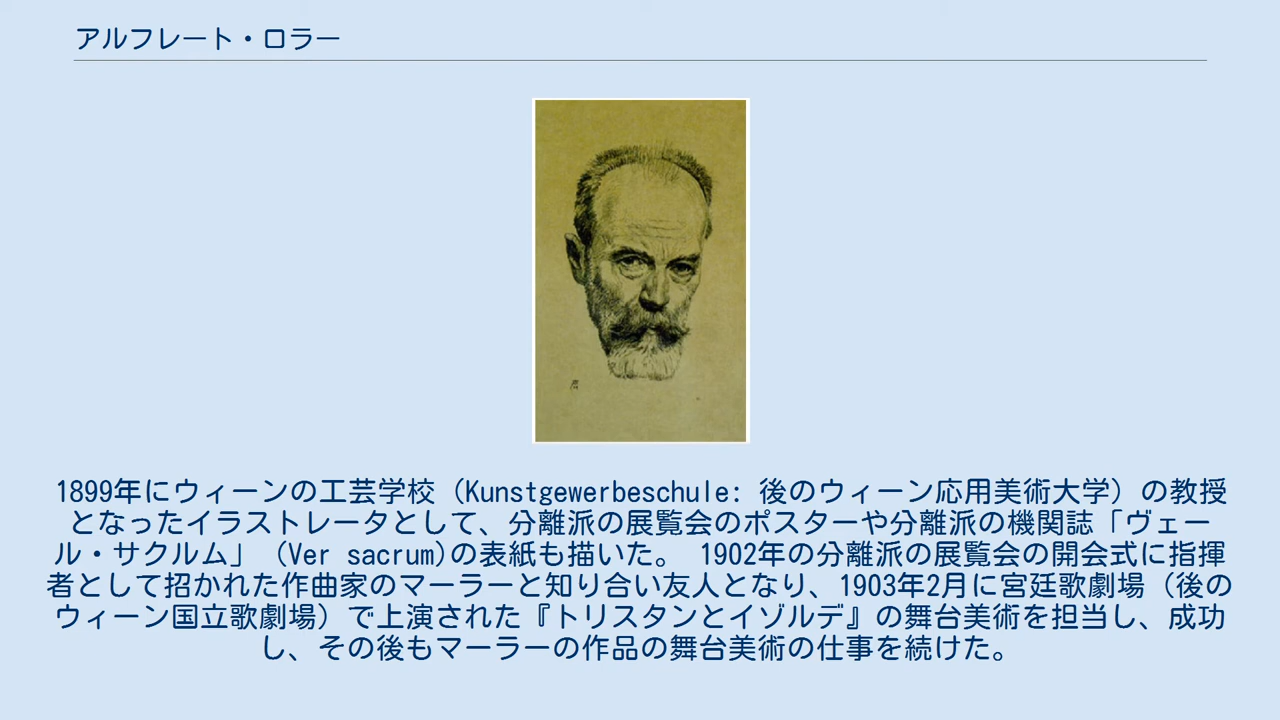 アルフレート・ロラー
1899年にウィーンの工芸学校（Kunstgewerbeschule: 後のウィーン応用美術大学）の教授
となったイラストレータとして、分離派の展覧会のポスターや分離派の機関誌「ヴェー
ル・サクルム」（Ver sacrum)の表紙も描いた。 1902年の分離派の展覧会の開会式に指揮
者として招かれた作曲家のマーラーと知り合い友人となり、1903年2月に宮廷歌劇場（後の
ウィーン国立歌劇場）で上演された『トリスタンとイゾルデ』の舞台美術を担当し、成功
し、その後もマーラーの作品の舞台美術の仕事を続けた。